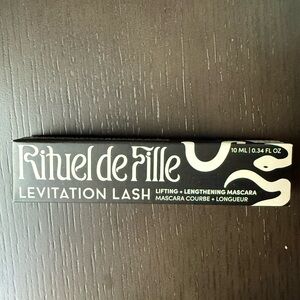 Rituel de Fille
10 ML | 0.34 FL OZ
LEVITATION LASH
LIFTING + LENGTHENING MASCARA
MASCARA COURBE + LONGUEUR